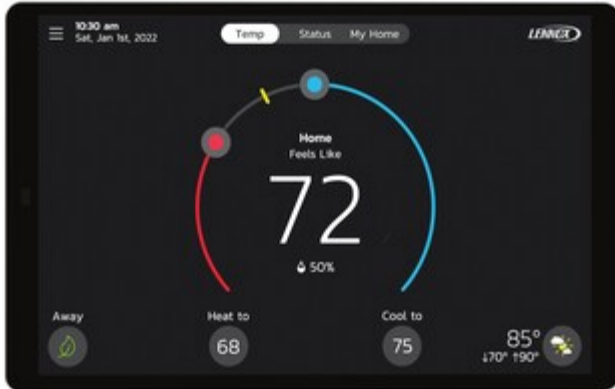 10:30 am
Sat, Jan 1st, 2022
Temp Status My Home
LENNOX
Home
Feels Like
72
50%
Away
Heat to
68
Cool to
75
85°
↓70° ↑90°